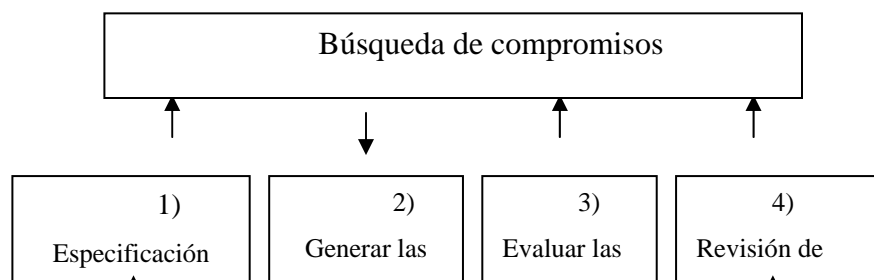 Búsqueda de compromisos
1)
Especificación
2)
Generar las
3)
Evaluar las
4)
Revisión de